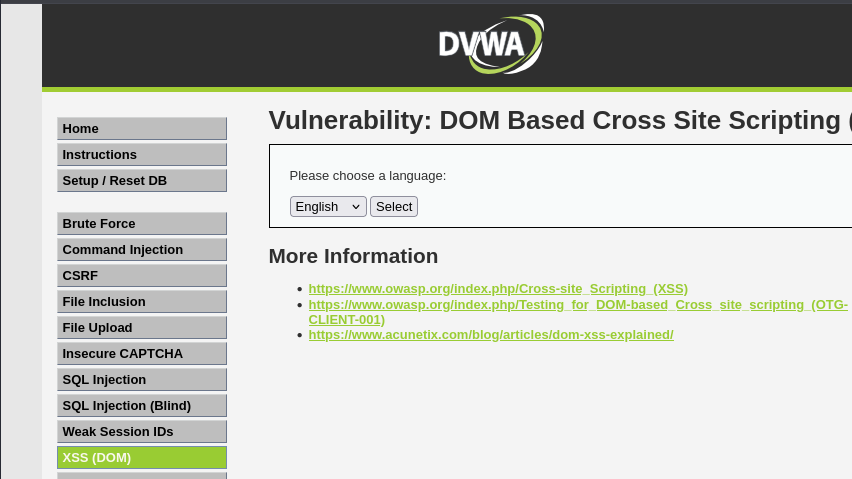 DVWA
Home
Instructions
Setup / Reset DB
Brute Force
Command Injection
CSRF
File Inclusion
File Upload
Insecure CAPTCHA
SQL Injection
SQL Injection (Blind)
Weak Session IDs
XSS (DOM)
Vulnerability: DOM Based Cross Site Scripting (
Please choose a language:
English Select
More Information
• https://www.owasp.org/index.php/Cross-site_Scripting_(XSS)
• https://www.owasp.org/index.php/Testing_for_DOM-based_Cross_site_scripting_(OTG-
CLIENT-001)
• https://www.acunetix.com/blog/articles/dom-xss-explained/